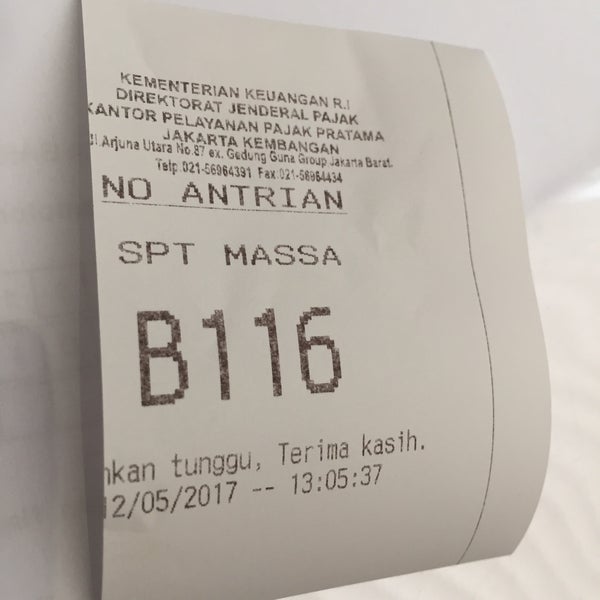 KEMENTERIAN KEUANGAN R.I
DIREKTORAT JENDERAL PAJAK
KANTOR PELAYANAN PAJAK PRATAMA
JAKARTA KEMBANGAN
Jl.Arjuna Utara No.87 ex. Gedung Guna Group,Jakarta Barat.
Telp.021-56964391 Fax:021-56964434
NO ANTRIAN
SPT MASSA
B116
hkan tunggu, Terima kasih.
12/05/2017 -- 13:05:37